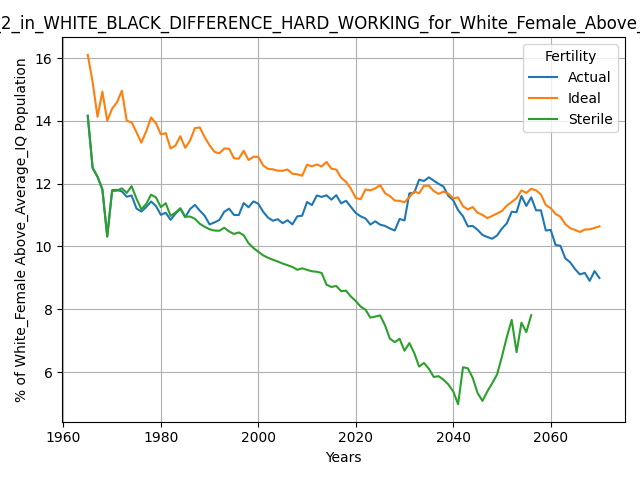 _2_in_WHITE_BLACK_DIFFERENCE_HARD_WORKING_for_White_Female_Above_
% of White_Female Above_Average_IQ Population
16
14
12
10
8
6
1960 1980 2000 2020 2040 2060
Years
Fertility
Actual
Ideal
Sterile